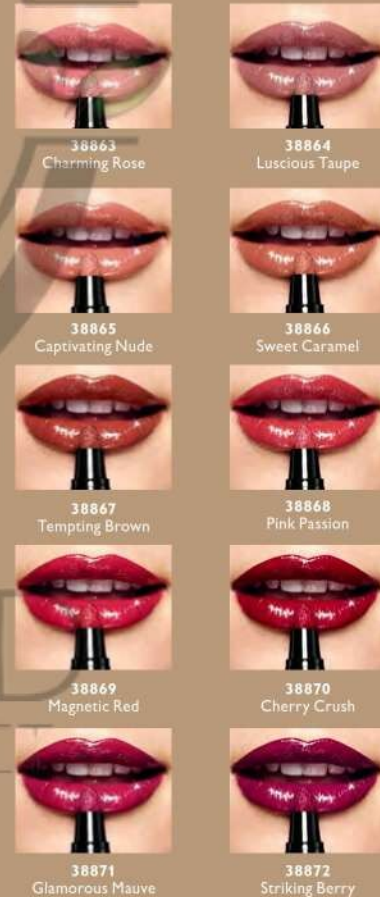 38863
Charming Rose
38864
Luscious Taupe
38865
Captivating Nude
38866
Sweet Caramel
38867
Tempting Brown
38868
Pink Passion
38869
Magnetic Red
38870
Cherry Crush
38871
Glamorous Mauve
38872
Striking Berry